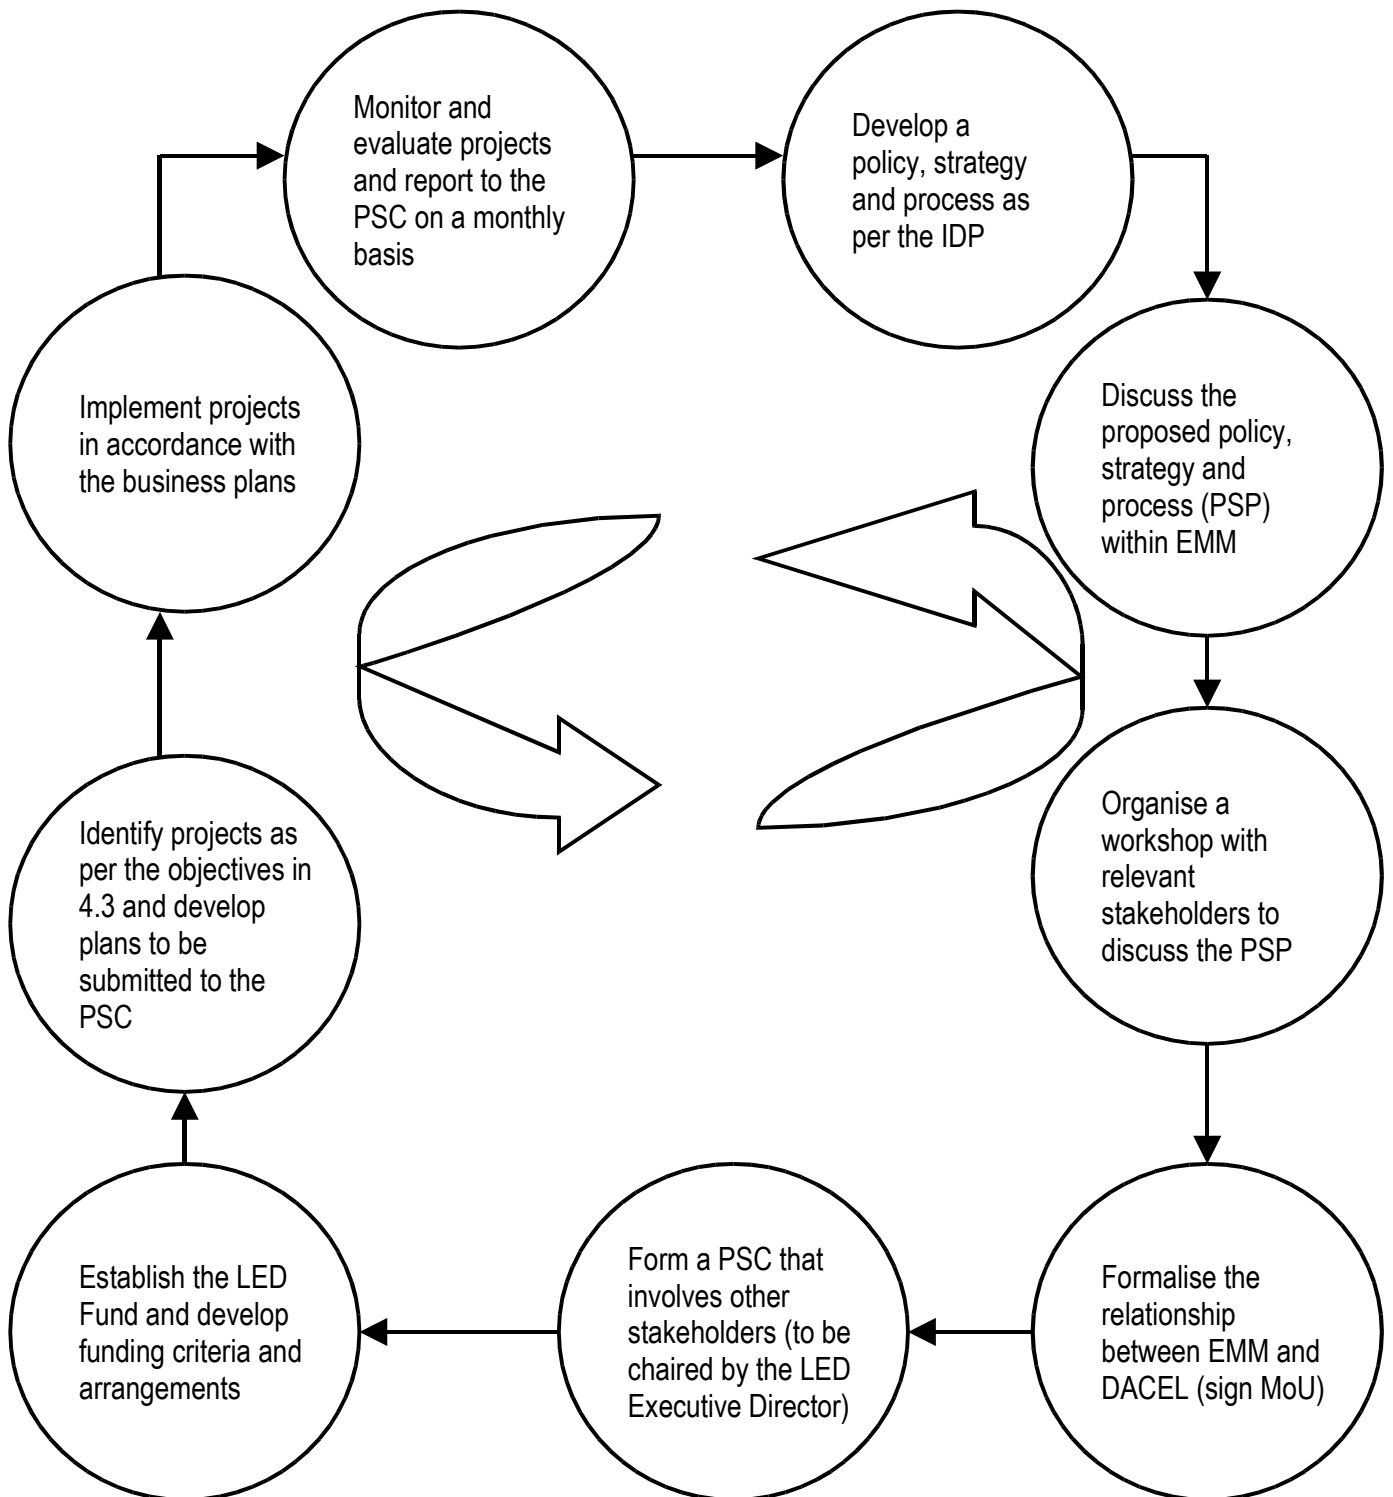 Monitor and
evaluate projects
and report to the
PSC on a monthly
basis
Develop a
policy, strategy
and process as
per the IDP
Discuss the
proposed policy,
strategy and
process (PSP)
within EMM
Organise a
workshop with
relevant
stakeholders to
discuss the PSP
Formalise the
relationship
between EMM and
DACEL (sign MoU)
Form a PSC that
involves other
stakeholders (to be
chaired by the LED
Executive Director)
Establish the LED
Fund and develop
funding criteria and
arrangements
Identify projects as
per the objectives in
4.3 and develop
plans to be
submitted to the
PSC
Implement projects
in accordance with
the business plans